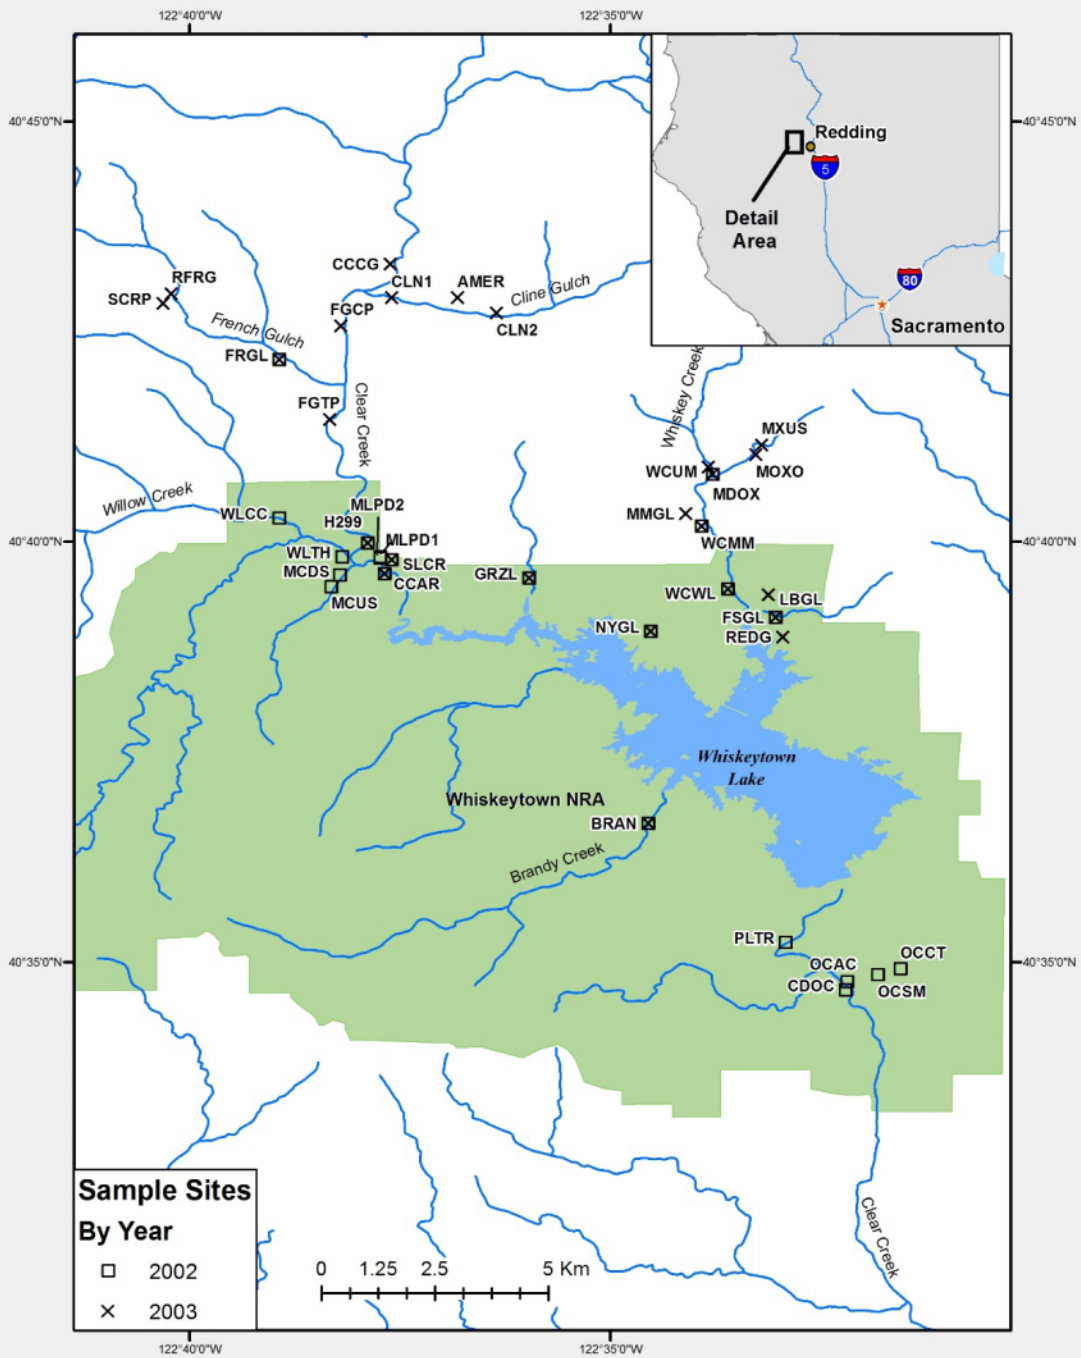 122°40'0"W
122°35'0"W
40°45'0"N
40°45'0"N
Redding
5
Detail
Area
80
Sacramento
CCCG
RFRG
CLN1
AMER
SCRP
Cline Gulch
FGCP
CLN2
French Gulch
FRGL
Whiskey Creek
Clear Creek
FGTP
MXUS
WCUM
MOXO
MDOX
Willow Creek
MLPD2
WLCC
H299
MMGL
40°40'0"N
MLPD1
WCMM
40°40'0"N
WLTH
SLCR
MCDS
GRZL
CCAR
WCWL
LBGL
MCUS
FSGL
NYGL
REDG
Whiskeytown
Lake
Whiskeytown NRA
BRAN
Brandy Creek
PLTR
OCCT
40°35'0"N
OCAC
40°35'0"N
CDOC
OCSM
Sample Sites
By Year
2002
2003
Clear Creek
0 1.25 2.5 5 Km
122°40'0"W
122°35'0"W